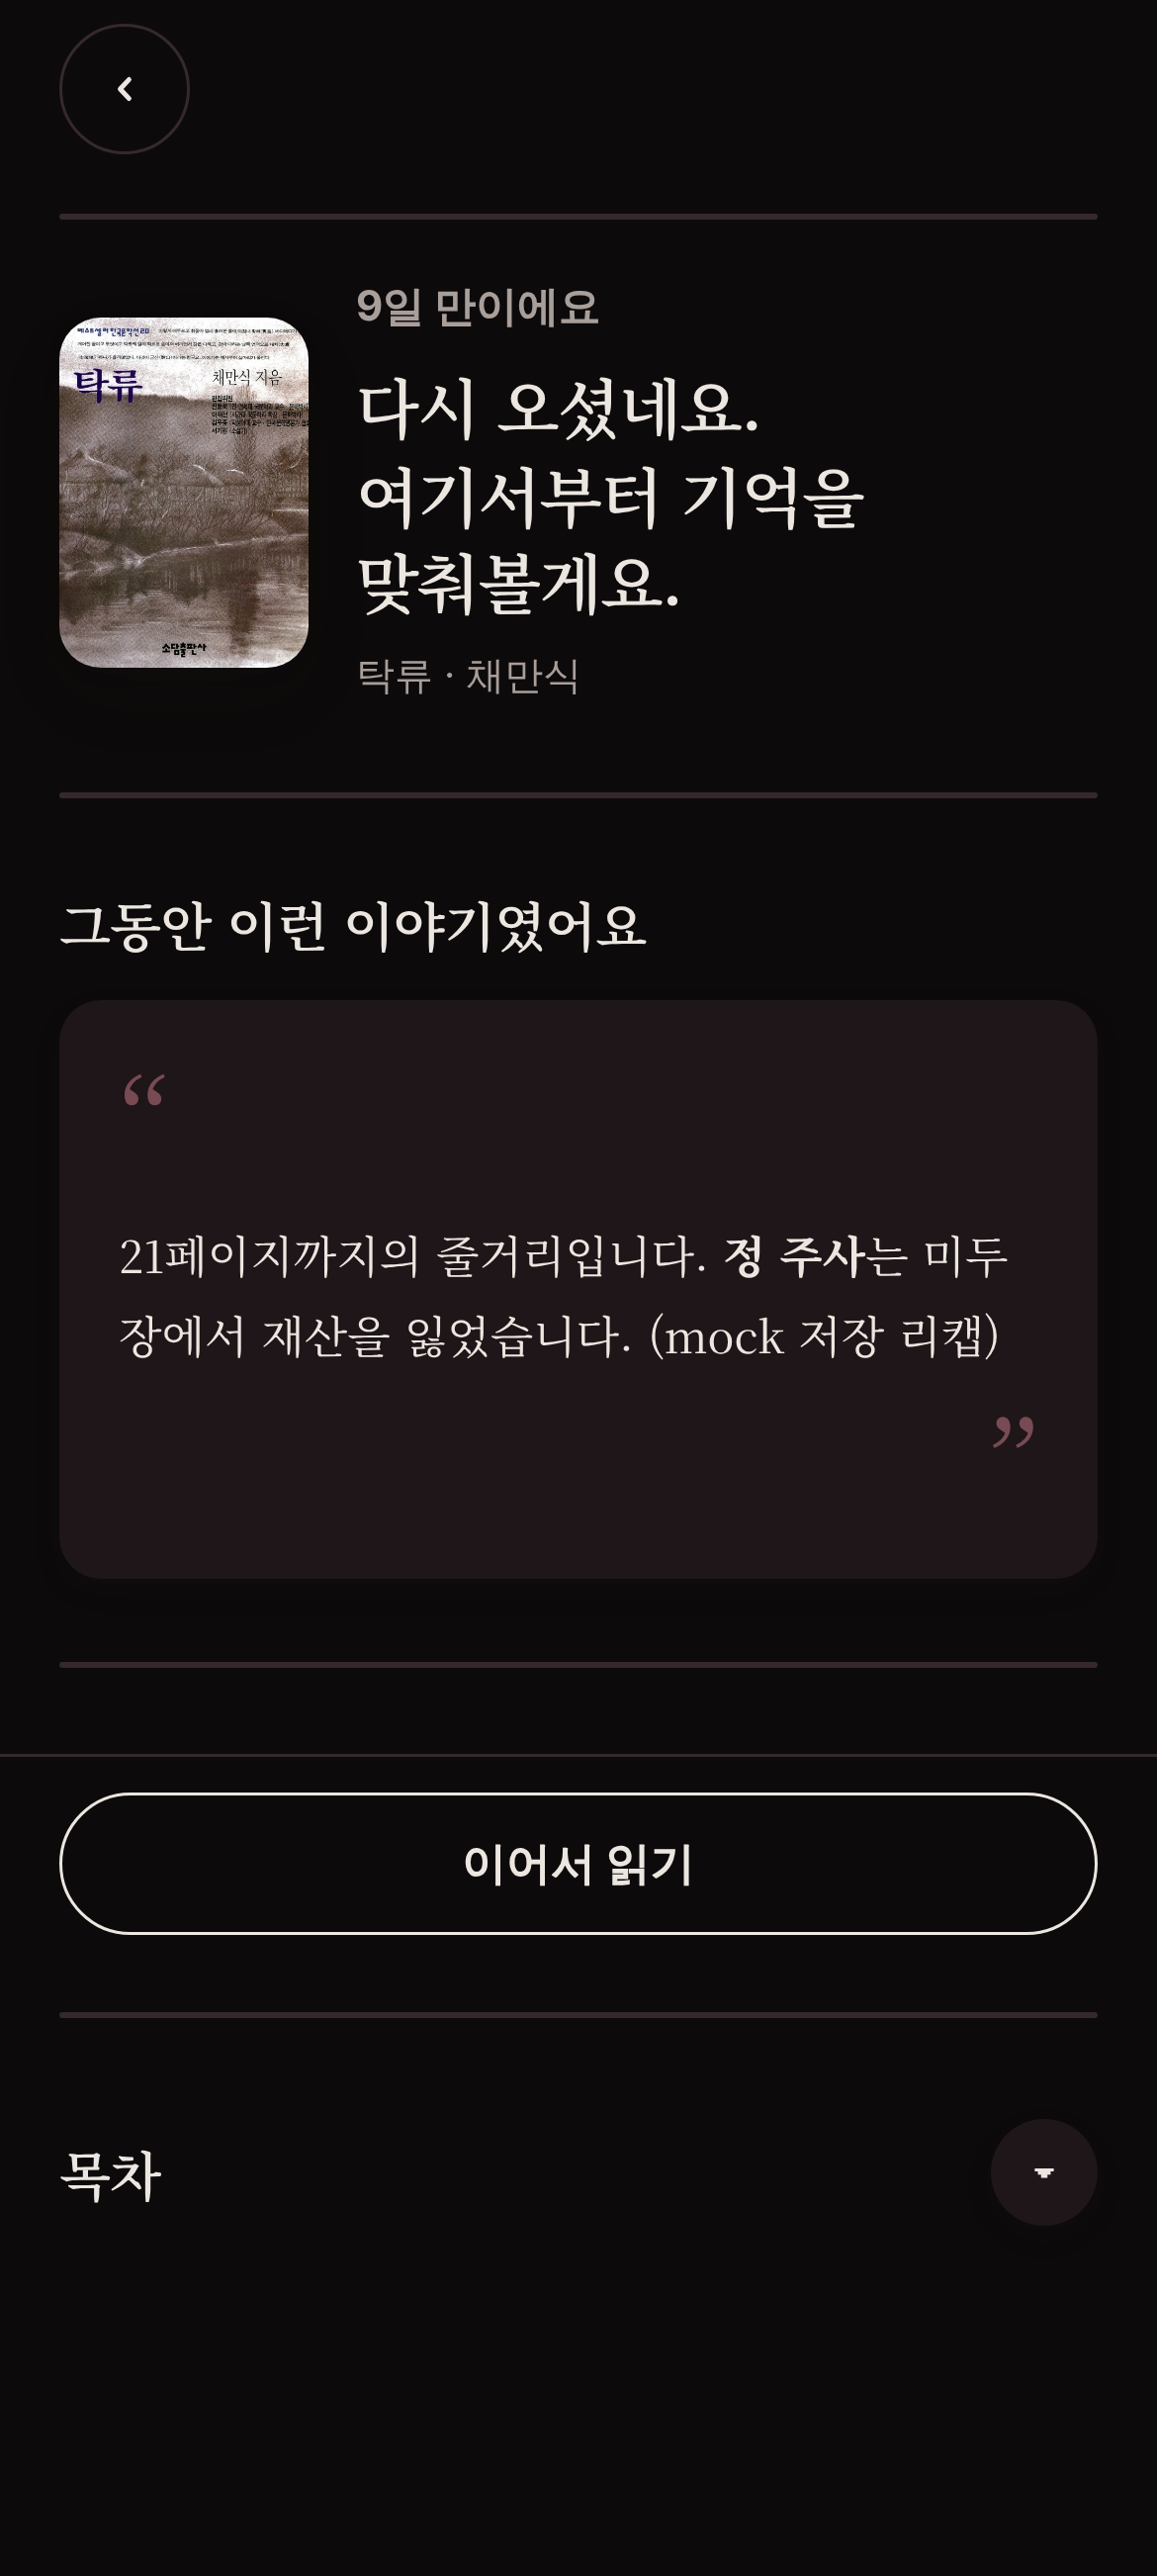 9일 만이에요
탁류
채만식 지음
소담출판사
다시 오셨네요.
여기서부터 기억을
맞춰볼게요.
탁류 · 채만식
그동안 이런 이야기였어요
“
21페이지까지의 줄거리입니다. 정 주사는 미두
장에서 재산을 잃었습니다. (mock 저장 리캡)
”
이어서 읽기
목차